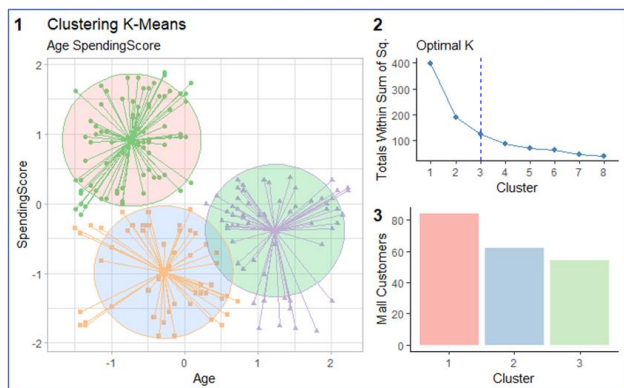 1 Clustering K-Means
Age SpendingScore
2
1
0
-1
-2
SpendingScore
-1 0 1 2
Age
2
Optimal K
400
300
200
100
Totals Within Sum of Sq.
1 2 3 4 5 6 7 8
Cluster
3
80
60
40
20
0
Mall Customers
1 2 3
Cluster